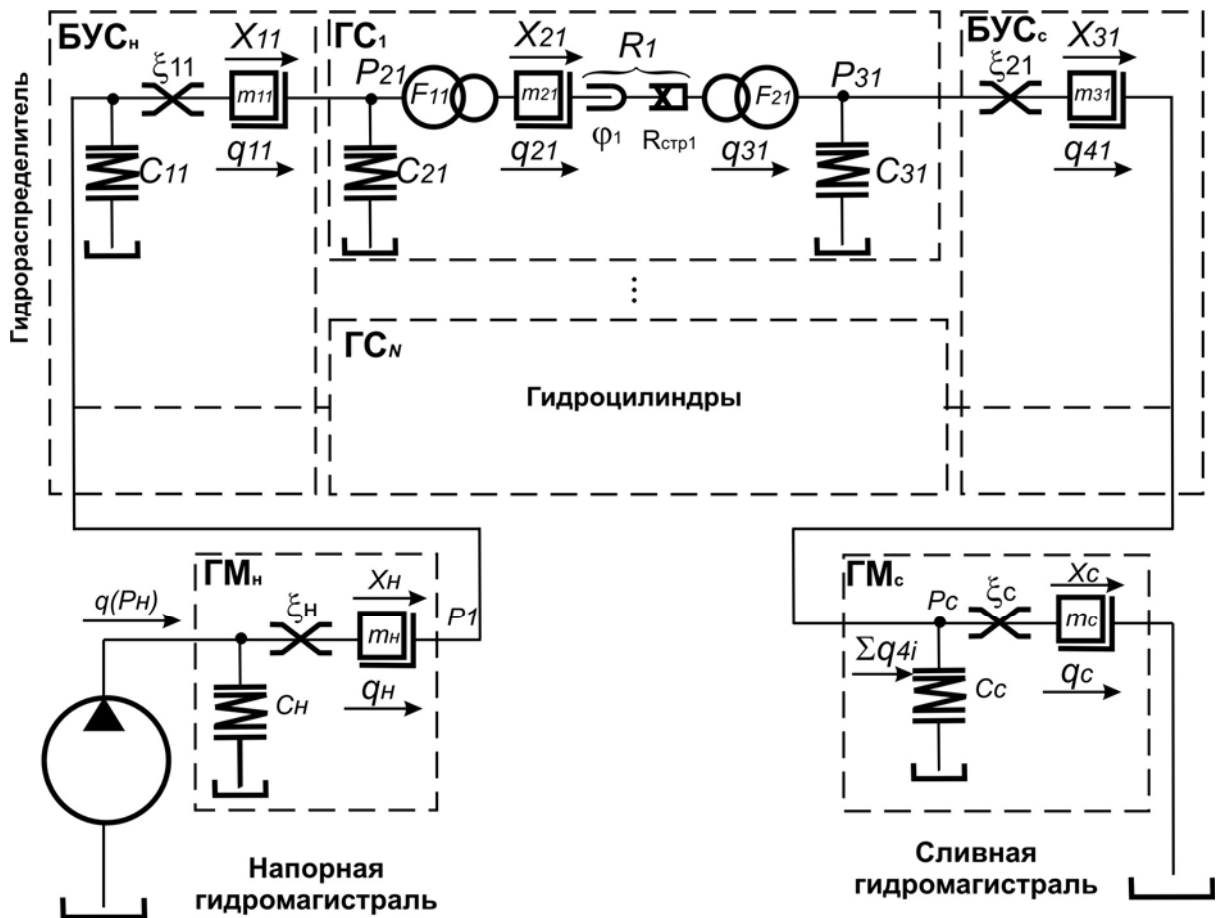 БУСн
ξ11
X11
m11
q11
C11
Гидрораспределитель
ГС1
P21
F11
X21
m21
R1
φ1
Rстр1
F21
P31
C21
q21
q31
C31
БУСс
ξ21
X31
m31
q41
⋮
ГСN
Гидроцилиндры
ГМн
q(Pн)
ξн
Xн
mн
P1
Cн
qн
Напорная
гидромагистраль
ГМс
Pс
ξс
Xс
mс
Σq4i
Cс
qс
Сливная
гидромагистраль